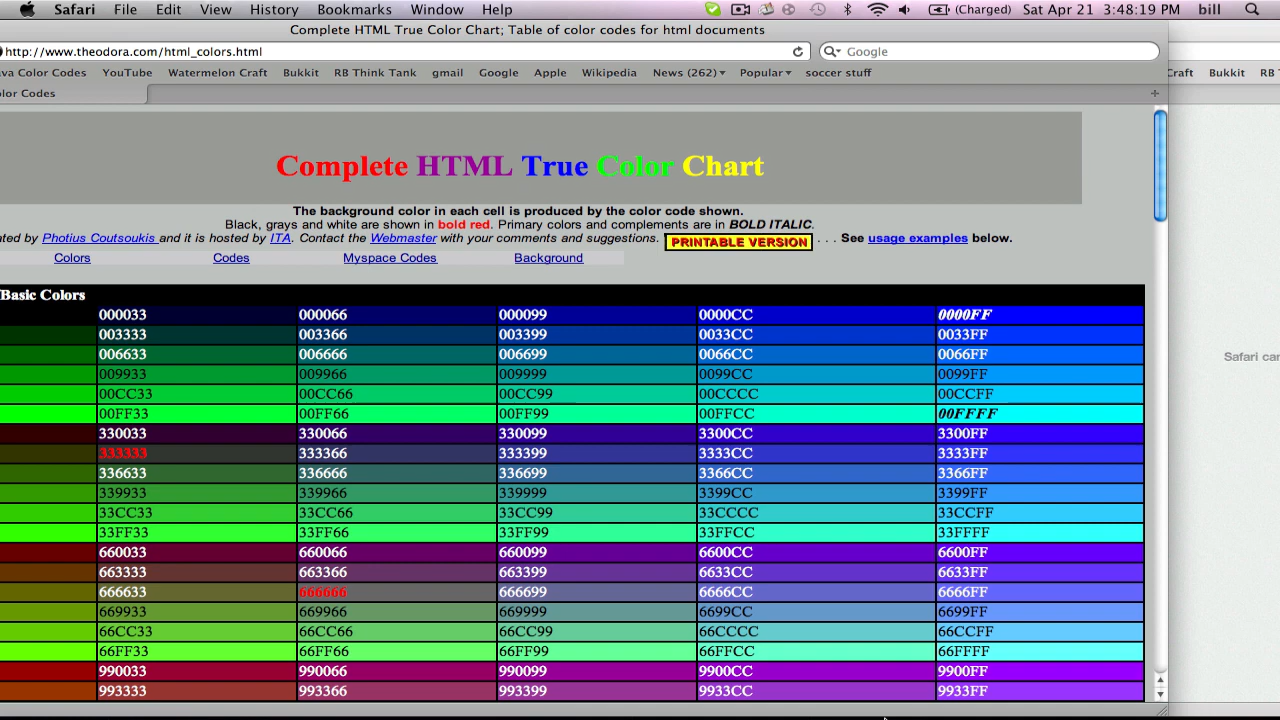 Safari File Edit View History Bookmarks Window Help (Charged) Sat Apr 21 3:48:19 PM bill
Complete HTML True Color Chart; Table of color codes for html documents
http://www.theodora.com/html_colors.html Google
ava Color Codes YouTube Watermelon Craft Bukkit RB Think Tank gmail Google Apple Wikipedia News (262) Popular soccer stuff Craft Bukkit RB T
olor Codes
Complete HTML True Color Chart
The background color in each cell is produced by the color code shown.
Black, grays and white are shown in bold red. Primary colors and complements are in BOLD ITALIC.
ated by Photius Coutsoukis and it is hosted by ITA. Contact the Webmaster with your comments and suggestions. PRINTABLE VERSION . . . See usage examples below.
Colors Codes Myspace Codes Background
Basic Colors
000033 000066 000099 0000CC 0000FF
003333 003366 003399 0033CC 0033FF
006633 006666 006699 0066CC 0066FF
Safari can
009933 009966 009999 0099CC 0099FF
00CC33 00CC66 00CC99 00CCCC 00CCFF
00FF33 00FF66 00FF99 00FFCC 00FFFF
330033 330066 330099 3300CC 3300FF
333333 333366 333399 3333CC 3333FF
336633 336666 336699 3366CC 3366FF
339933 339966 339999 3399CC 3399FF
33CC33 33CC66 33CC99 33CCCC 33CCFF
33FF33 33FF66 33FF99 33FFCC 33FFFF
660033 660066 660099 6600CC 6600FF
663333 663366 663399 6633CC 6633FF
666633 666666 666699 6666CC 6666FF
669933 669966 669999 6699CC 6699FF
66CC33 66CC66 66CC99 66CCCC 66CCFF
66FF33 66FF66 66FF99 66FFCC 66FFFF
990033 990066 990099 9900CC 9900FF
993333 993366 993399 9933CC 9933FF